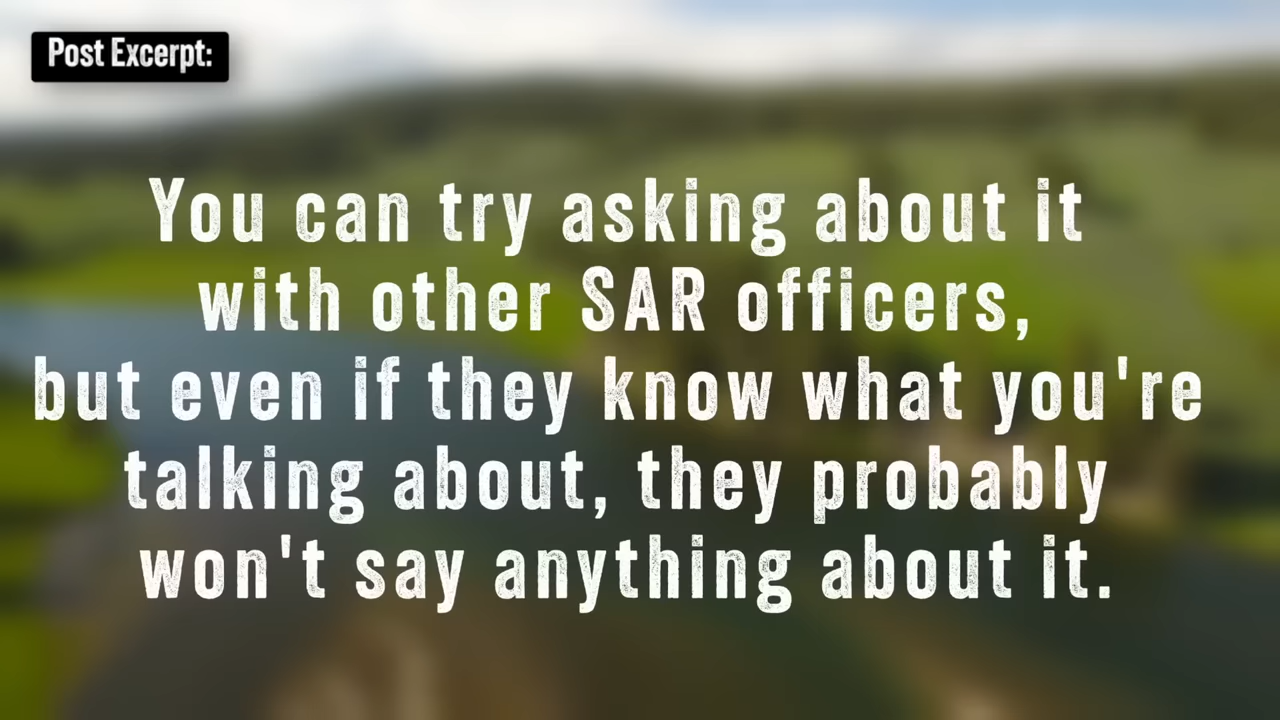 Post Excerpt:
You can try asking about it
with other SAR officers,
but even if they know what you're
talking about, they probably
won't say anything about it.